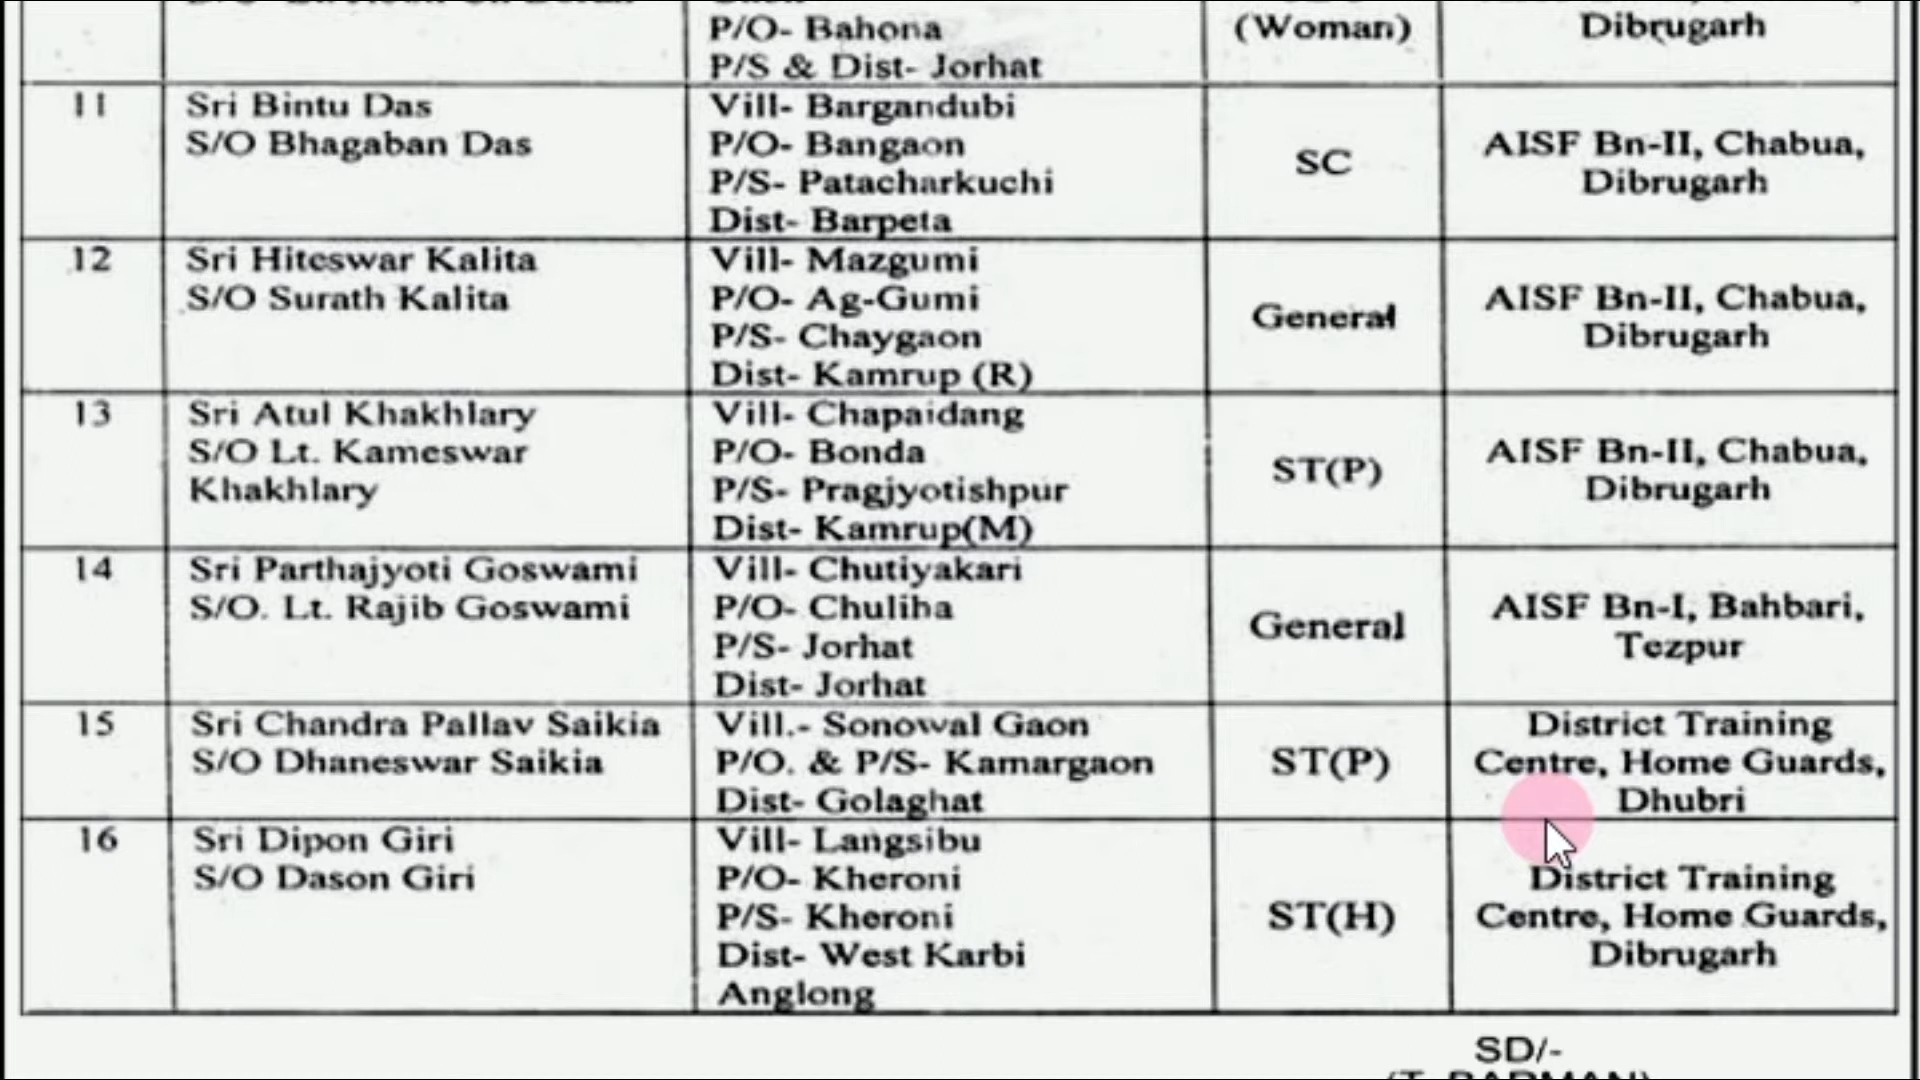 P/O- Bahona
(Woman)
Dibrugarh
P/S & Dist- Jorhat
11
Sri Bintu Das
S/O Bhagaban Das
Vill- Bargandubi
P/O- Bangaon
P/S- Patacharkuchi
Dist- Barpeta
SC
AISF Bn-II, Chabua,
Dibrugarh
12
Sri Hiteswar Kalita
S/O Surath Kalita
Vill- Mazgumi
P/O- Ag-Gumi
P/S- Chaygaon
Dist- Kamrup (R)
General
AISF Bn-II, Chabua,
Dibrugarh
13
Sri Atul Khakhlary
S/O Lt. Kameswar
Khakhlary
Vill- Chapaidang
P/O- Bonda
P/S- Pragjyotishpur
Dist- Kamrup(M)
ST(P)
AISF Bn-II, Chabua,
Dibrugarh
14
Sri Parthajyoti Goswami
S/O. Lt. Rajib Goswami
Vill- Chutiyakari
P/O- Chuliha
P/S- Jorhat
Dist- Jorhat
General
AISF Bn-I, Bahbari,
Tezpur
15
Sri Chandra Pallav Saikia
S/O Dhaneswar Saikia
Vill.- Sonowal Gaon
P/O. & P/S- Kamargaon
Dist- Golaghat
ST(P)
District Training
Centre, Home Guards,
Dhubri
16
Sri Dipon Giri
S/O Dason Giri
Vill- Langsibu
P/O- Kheroni
P/S- Kheroni
Dist- West Karbi
Anglong
ST(H)
District Training
Centre, Home Guards,
Dibrugarh
SD/-